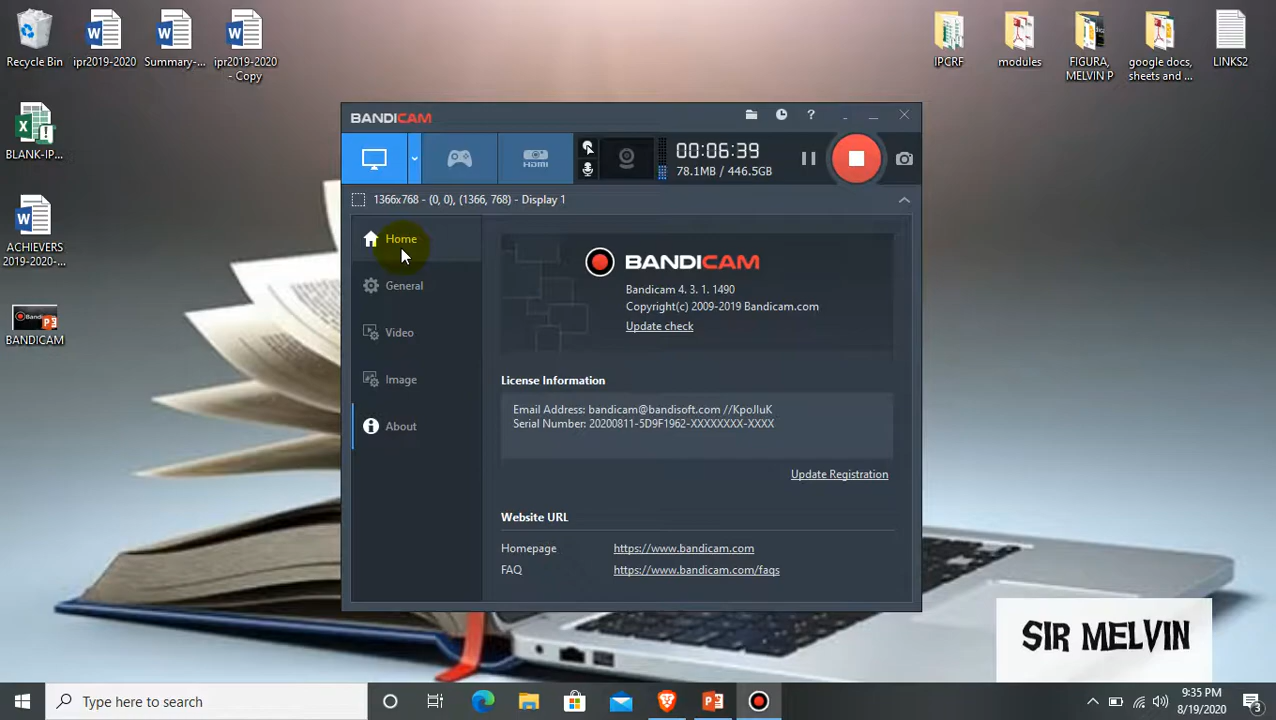 Recycle Bin
ipr2019-2020
Summary-...
ipr2019-2020
- Copy
IPCRF
modules
FIGURA,
MELVIN P
google docs,
sheets and ...
LINKS2
BLANK-IP...
ACHIEVERS
2019-2020-...
BANDICAM
BANDICAM
?
HDMI
00:06:39
78.1MB / 446.5GB
1366x768 - (0, 0), (1366, 768) - Display 1
Home
General
Video
Image
About
BANDICAM
Bandicam 4. 3. 1. 1490
Copyright(c) 2009-2019 Bandicam.com
Update check
License Information
Email Address: bandicam@bandisoft.com //KpoJIuK
Serial Number: 20200811-5D9F1962-XXXXXXXX-XXXX
Update Registration
Website URL
Homepage
https://www.bandicam.com
FAQ
https://www.bandicam.com/faqs
SIR MELVIN
Type here to search
9:35 PM
8/19/2020
3